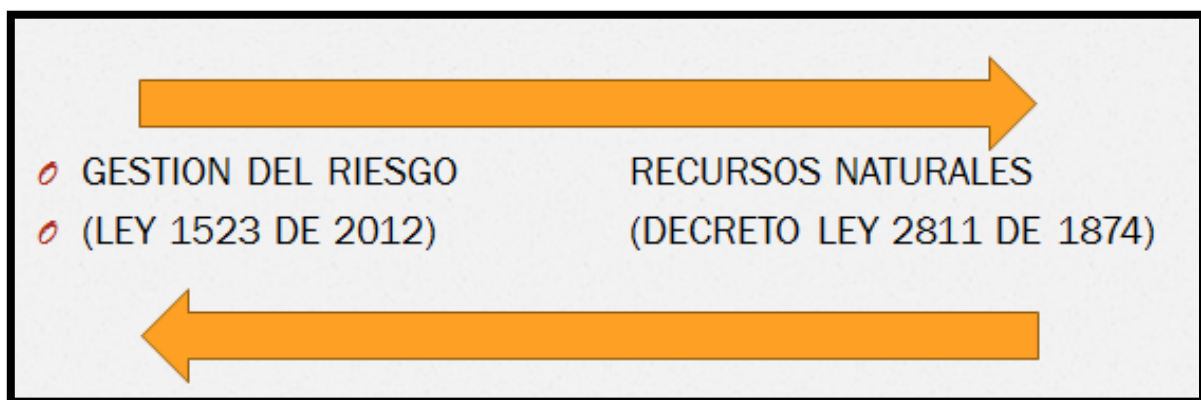 GESTION DEL RIESGO RECURSOS NATURALES
(LEY 1523 DE 2012) (DECRETO LEY 2811 DE 1874)